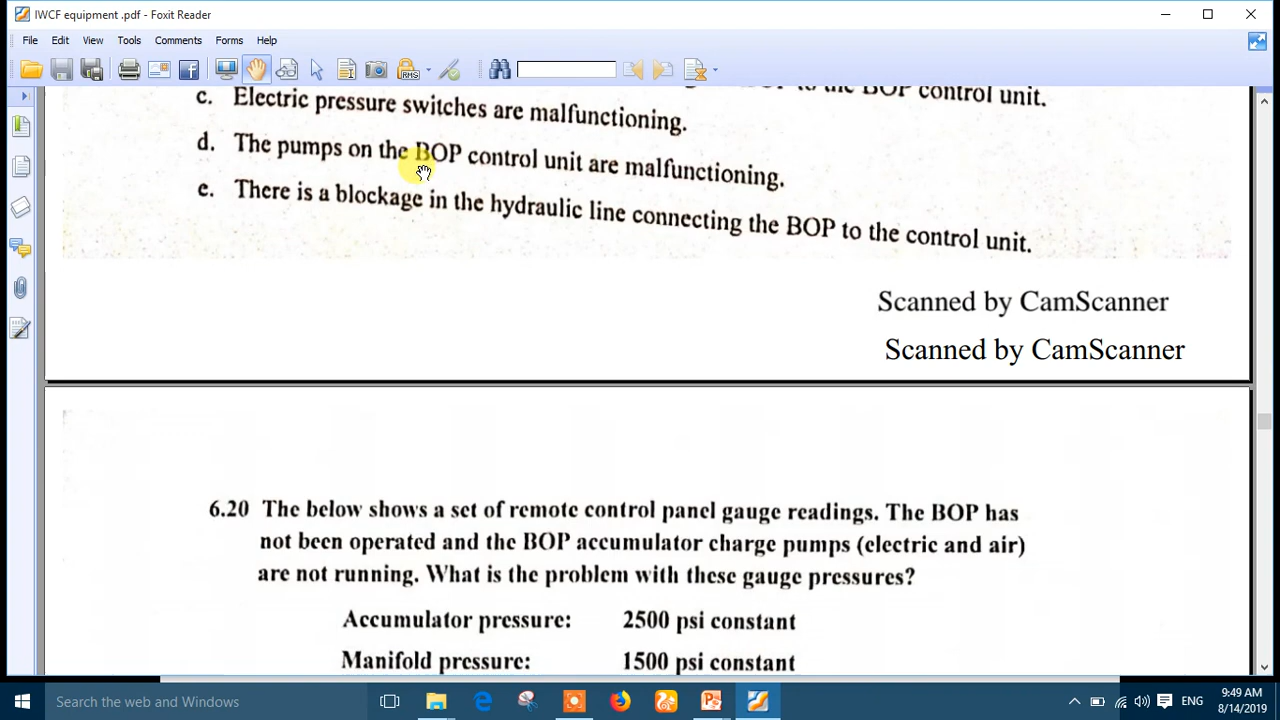 IWCF equipment .pdf - Foxit Reader
File Edit View Tools Comments Forms Help
the BOP control unit.
c. Electric pressure switches are malfunctioning.
d. The pumps on the BOP control unit are malfunctioning.
e. There is a blockage in the hydraulic line connecting the BOP to the control unit.
Scanned by CamScanner
Scanned by CamScanner
6.20 The below shows a set of remote control panel gauge readings. The BOP has
not been operated and the BOP accumulator charge pumps (electric and air)
are not running. What is the problem with these gauge pressures?
Accumulator pressure: 2500 psi constant
Manifold pressure: 1500 psi constant
Search the web and Windows
ENG
9:49 AM
8/14/2019